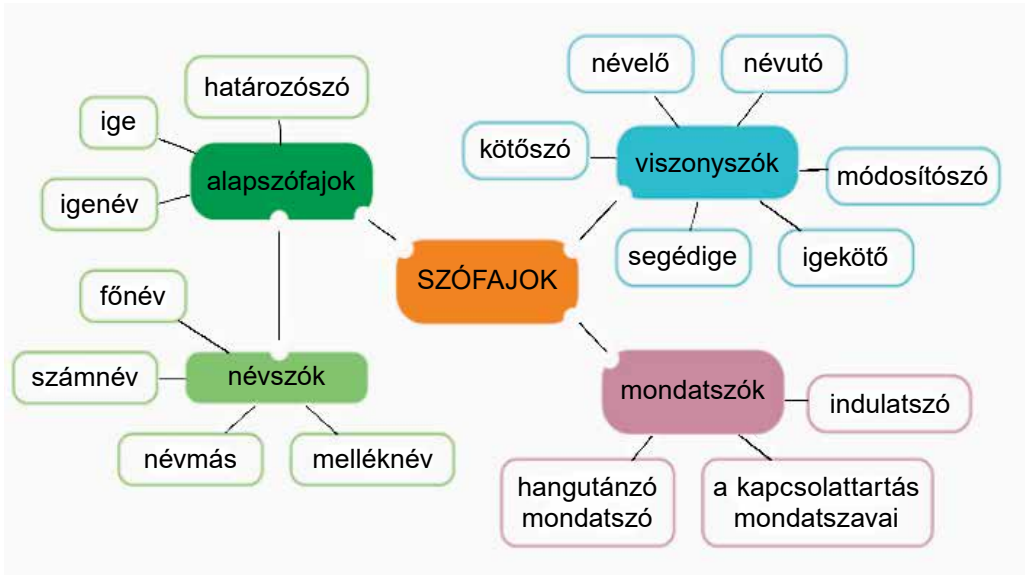 névelő
névutó
határozószó
ige
kötőszó
viszonyszók
módosítószó
alapszófajok
igenév
segédige
igekötő
SZÓFAJOK
főnév
számnév
névszók
mondatszók
indulatszó
névmás
melléknév
hangutánzó
mondatszó
a kapcsolattartás
mondatszavai